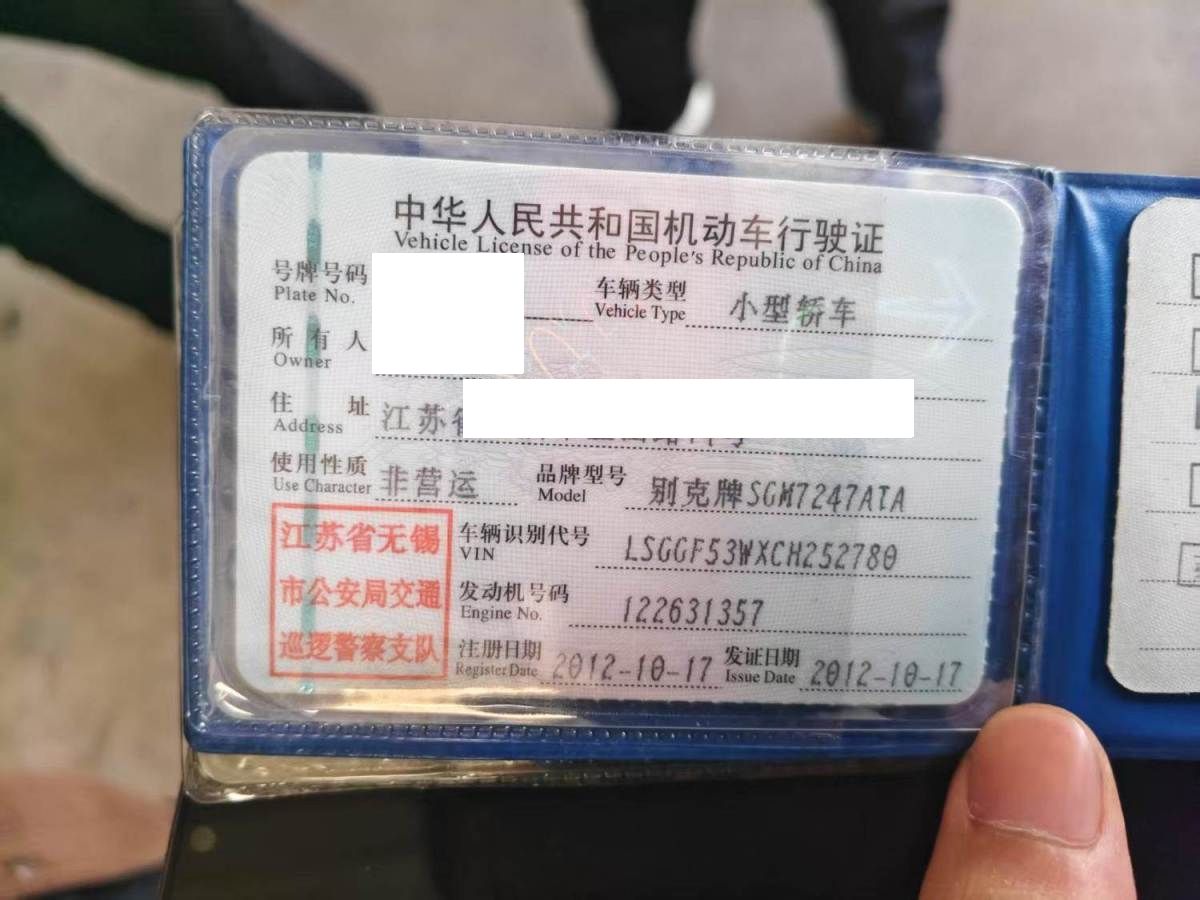 中华人民共和国机动车行驶证
Vehicle License of the People's Republic of China
号牌号码
Plate No.
车辆类型 小型轿车
Vehicle Type
所有人
Owner
住址 江苏省
Address
使用性质 非营运
Use Character
品牌型号 别克牌SGM7247ATA
Model
江苏省无锡
市公安局交通
巡逻警察支队
车辆识别代号 LSGGF53WXCH252780
VIN
发动机号码 122631357
Engine No.
注册日期 2012-10-17
Register Date
发证日期 2012-10-17
Issue Date